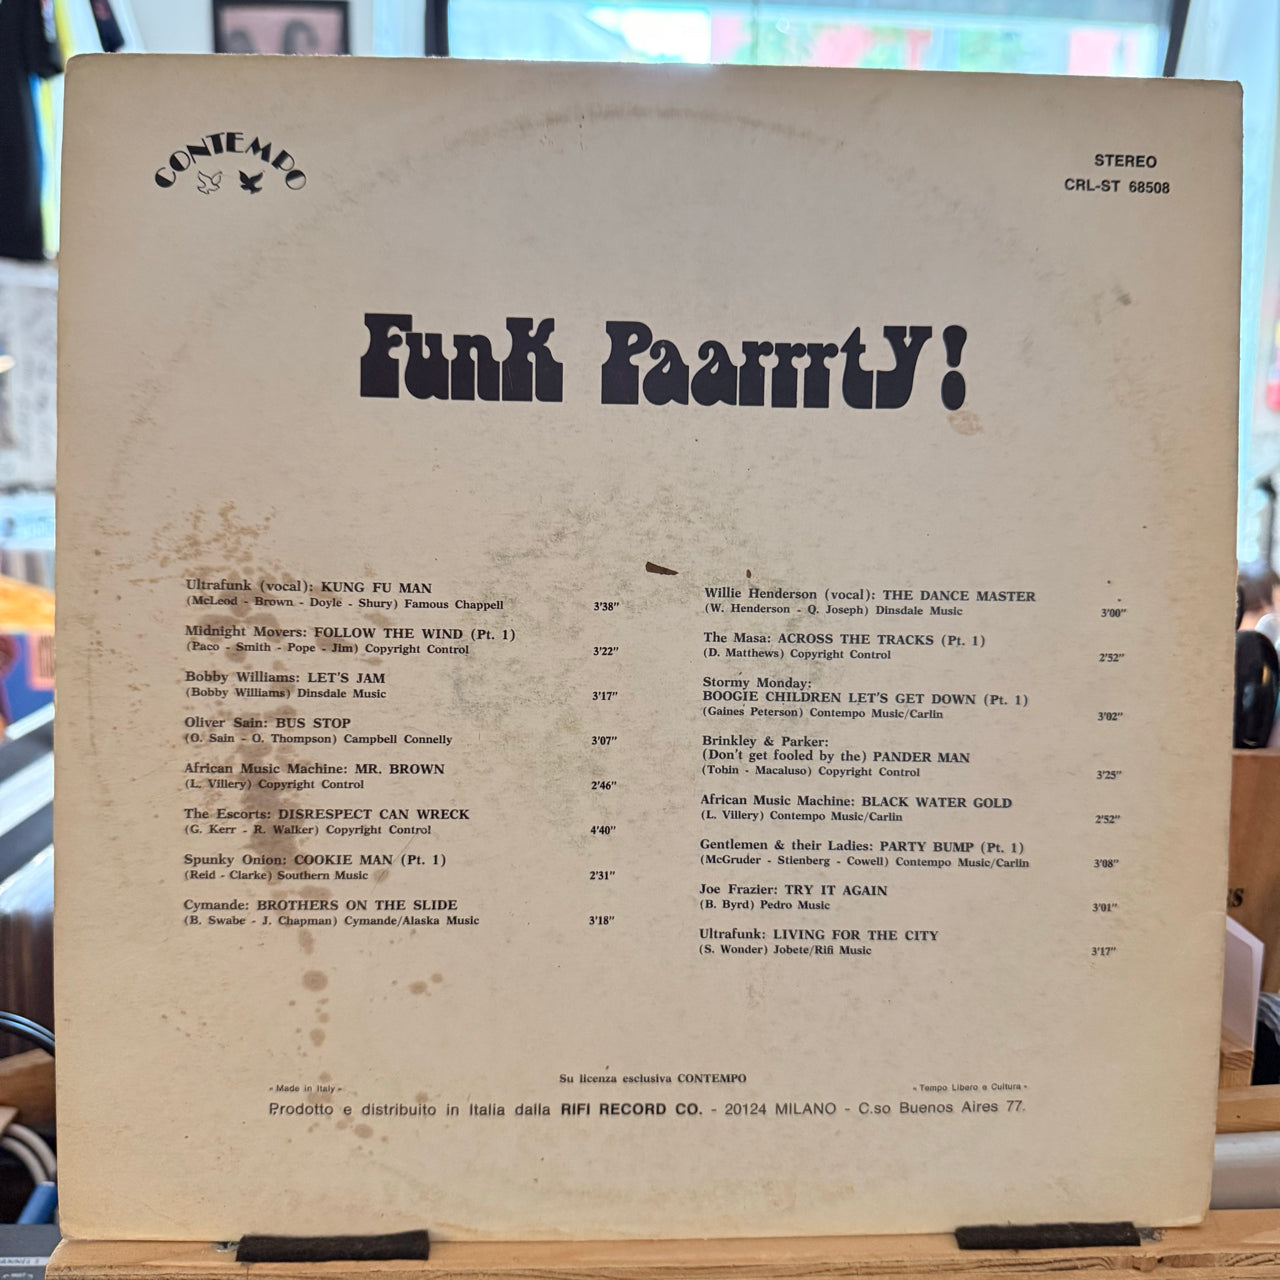 CONTEMPO
STEREO
CRL-ST 68508
Funk Paarrrty!
Ultrafunk (vocal): KUNG FU MAN
(McLeod - Brown - Doyle - Shury) Famous Chappell 3'38"
Midnight Movers: FOLLOW THE WIND (Pt. 1)
(Paco - Smith - Pope - Jim) Copyright Control 3'22"
Bobby Williams: LET'S JAM
(Bobby Williams) Dinsdale Music 3'17"
Oliver Sain: BUS STOP
(O. Sain - O. Thompson) Campbell Connelly 3'07"
African Music Machine: MR. BROWN
(L. Villery) Copyright Control 2'46"
The Escorts: DISRESPECT CAN WRECK
(G. Kerr - R. Walker) Copyright Control 4'40"
Spunky Onion: COOKIE MAN (Pt. 1)
(Reid - Clarke) Southern Music 2'31"
Cymande: BROTHERS ON THE SLIDE
(B. Swabe - J. Chapman) Cymande/Alaska Music 3'18"
Willie Henderson (vocal): THE DANCE MASTER
(W. Henderson - Q. Joseph) Dinsdale Music 3'00"
The Masa: ACROSS THE TRACKS (Pt. 1)
(D. Matthews) Copyright Control 2'52"
Stormy Monday:
BOOGIE CHILDREN LET'S GET DOWN (Pt. 1)
(Gaines Peterson) Contempo Music/Carlin 3'02"
Brinkley & Parker:
(Don't get fooled by the) PANDER MAN
(Tobin - Macaluso) Copyright Control 3'25"
African Music Machine: BLACK WATER GOLD
(L. Villery) Contempo Music/Carlin 2'52"
Gentlemen & their Ladies: PARTY BUMP (Pt. 1)
(McGruder - Stienberg - Cowell) Contempo Music/Carlin 3'08"
Joe Frazier: TRY IT AGAIN
(B. Byrd) Pedro Music 3'01"
Ultrafunk: LIVING FOR THE CITY
(S. Wonder) Jobete/Rifi Music 3'17"
Su licenza esclusiva CONTEMPO
« Made in Italy »
« Tempo Libero e Cultura »
Prodotto e distribuito in Italia dalla RIFI RECORD CO. - 20124 MILANO - C.so Buenos Aires 77.